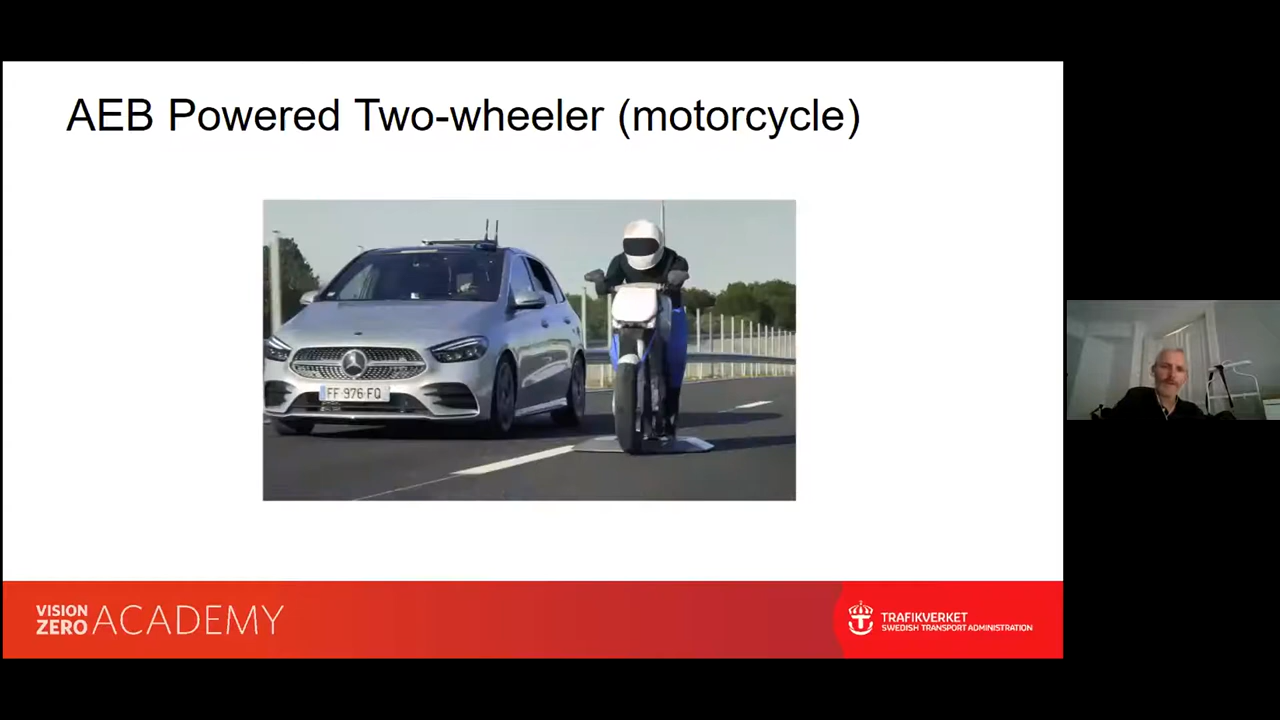 AEB Powered Two-wheeler (motorcycle)
FF 976-FQ
VISION
ZERO ACADEMY
TRAFIKVERKET
SWEDISH TRANSPORT ADMINISTRATION